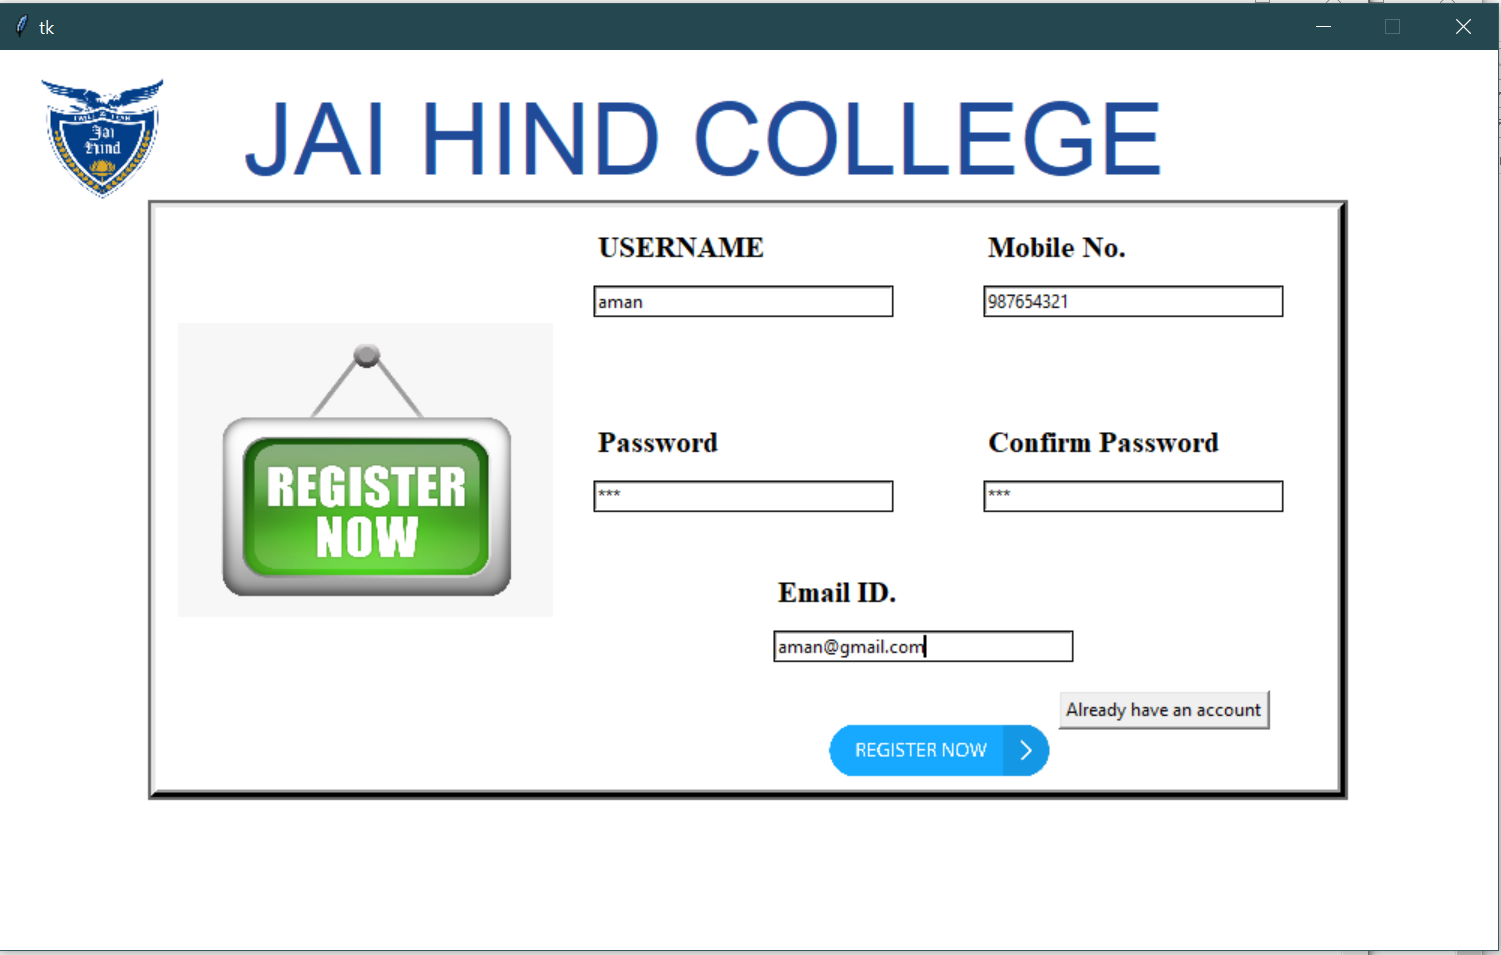 tk
JAI HIND COLLEGE
Jai
Hind
USERNAME
Mobile No.
aman
987654321
REGISTER
NOW
Password
Confirm Password
***
***
Email ID.
aman@gmail.com
Already have an account
REGISTER NOW